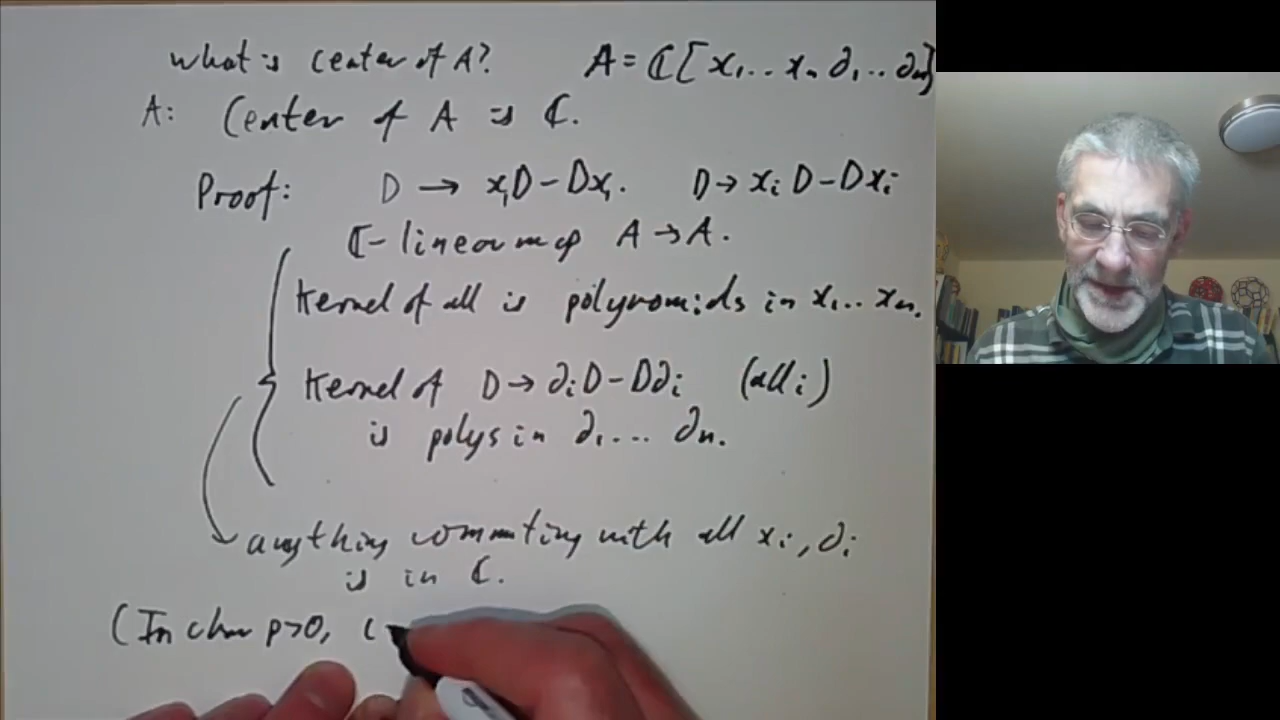 What is center of A? A = ℂ[x₁...xₙ ∂₁...∂ₙ]
A: Center of A is ℂ.
Proof: D → x₁D - Dx₁. D → xᵢD - Dxᵢ
ℂ-linear map A → A.
Kernel of all is polynomials in x₁... xₙ.
Kernel of D → ∂ᵢD - D∂ᵢ (all i)
is polys in ∂₁... ∂ₙ.
anything commuting with all xᵢ, ∂ᵢ
is in ℂ.
(In char p>0, c